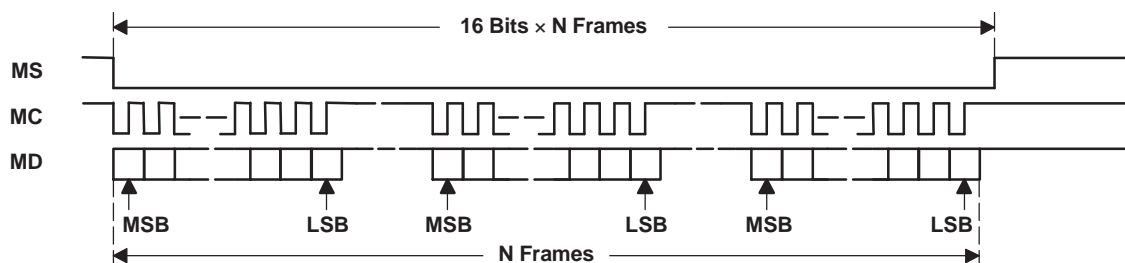 16 Bits × N Frames
MS
MC
MD
MSB LSB MSB LSB MSB LSB
N Frames